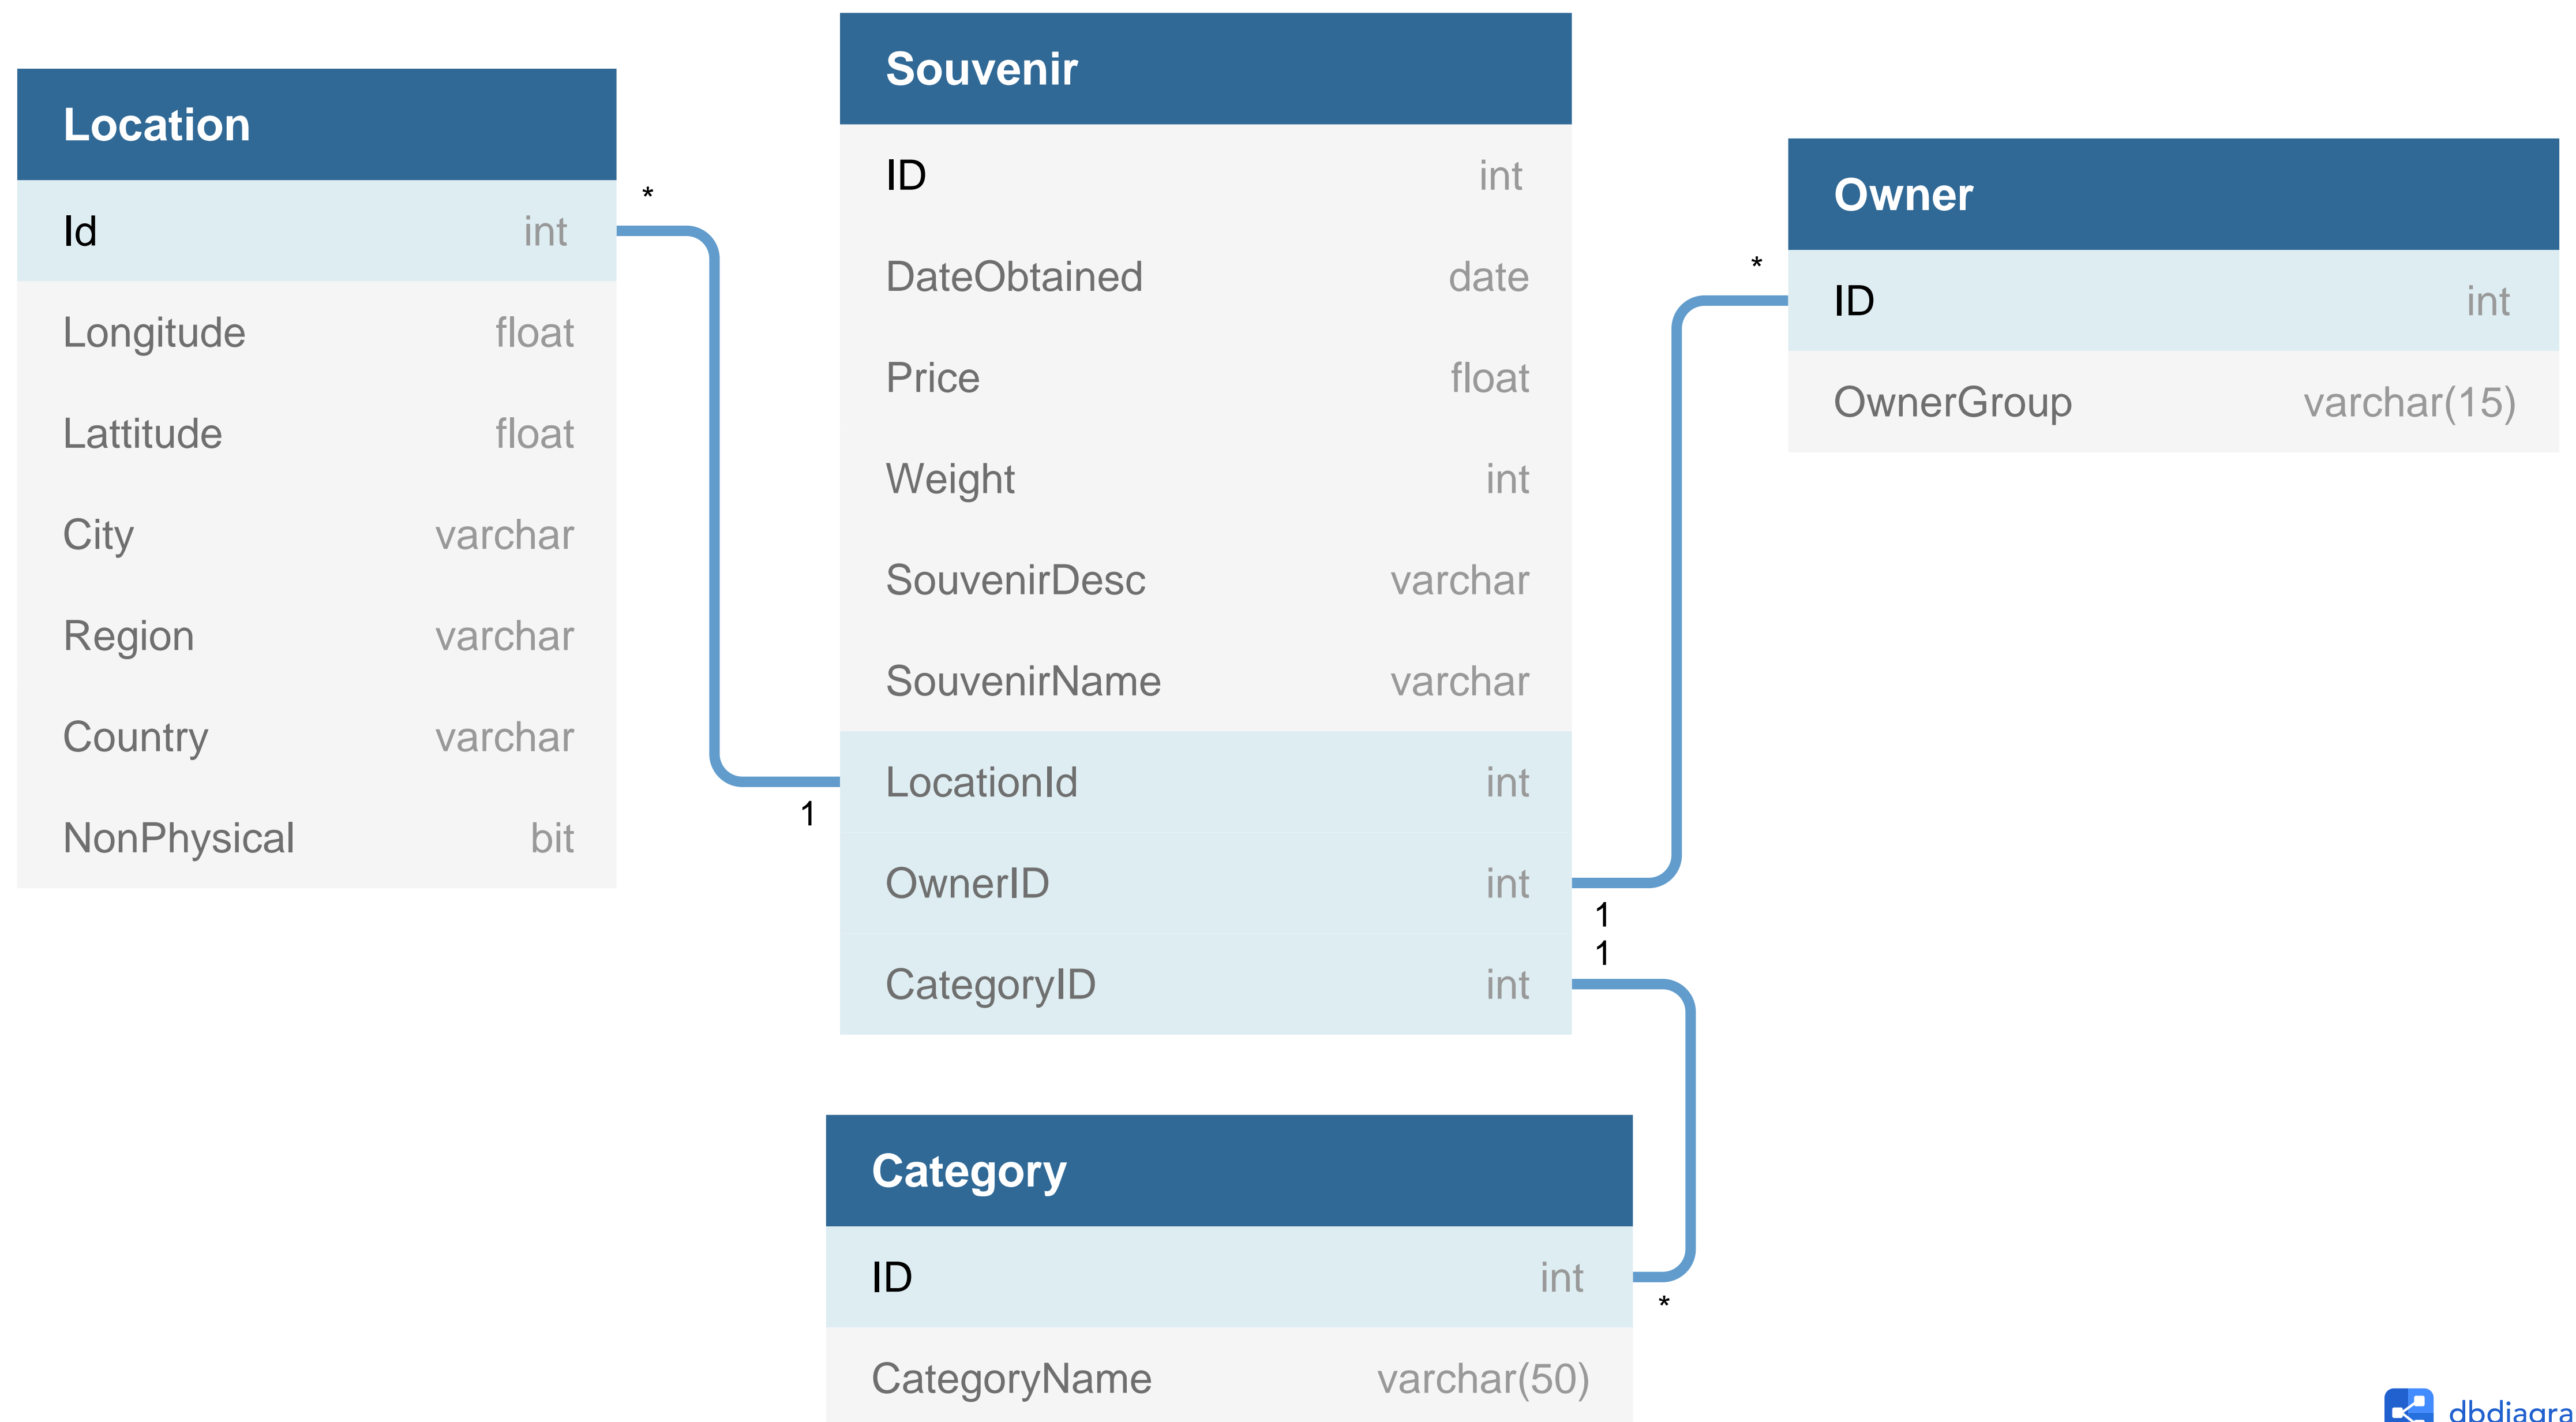 Location
Id int
Longitude float
Lattitude float
City varchar
Region varchar
Country varchar
NonPhysical bit
*
1
Souvenir
ID int
DateObtained date
Price float
Weight int
SouvenirDesc varchar
SouvenirName varchar
LocationId int
OwnerID int
CategoryID int
1
1
*
Owner
ID int
OwnerGroup varchar(15)
Category
ID int
*
CategoryName varchar(50)
dbdiagra